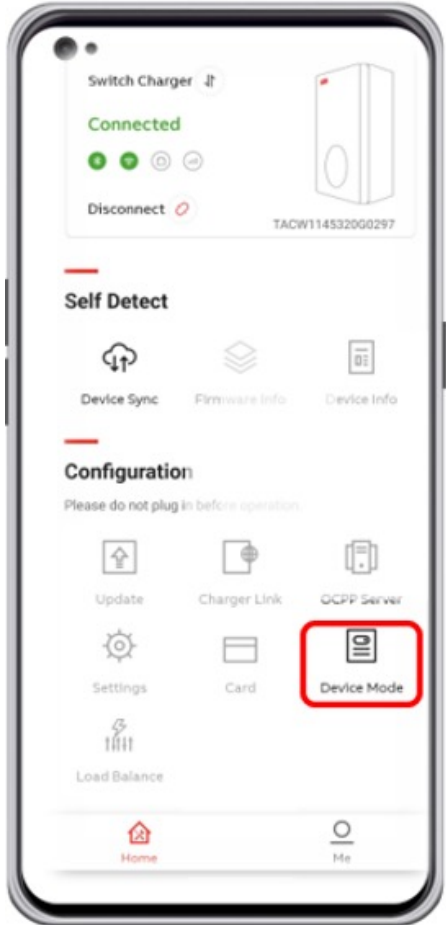 Switch Charger
Connected
Disconnect
TACW1145320G0297
Self Detect
Device Sync
Firmware Info
Device Info
Configuration
Please do not plug in before operation.
Update
Charger Link
OCPP Server
Settings
Card
Device Mode
Load Balance
Home
Me